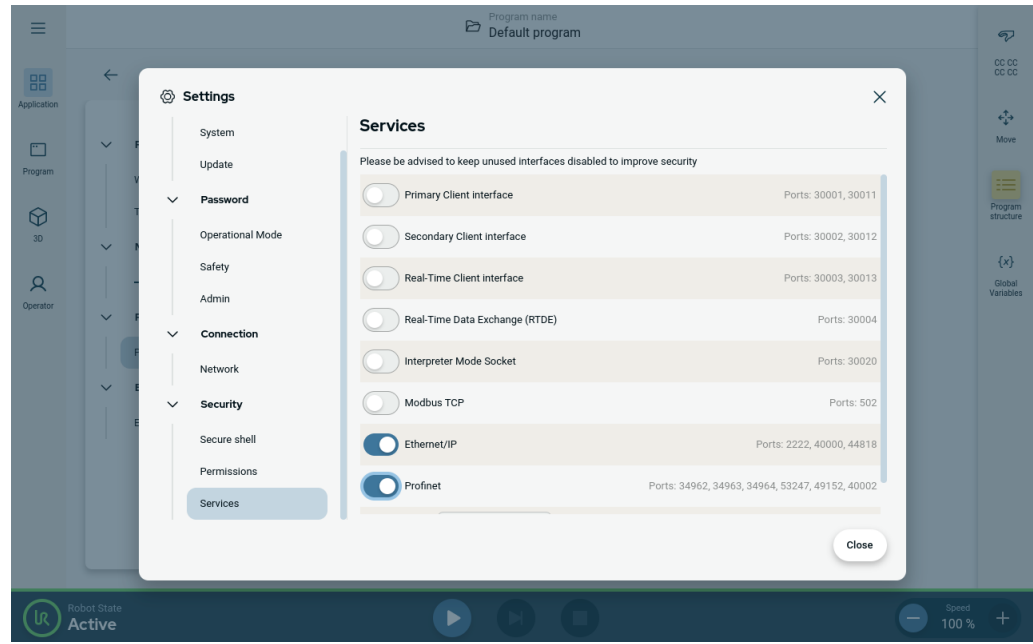 Program name
Default program
Application
Program
3D
Operator
Settings
System
Update
Password
Operational Mode
Safety
Admin
Connection
Network
Security
Secure shell
Permissions
Services
Services
Please be advised to keep unused interfaces disabled to improve security
Primary Client interface Ports: 30001, 30011
Secondary Client interface Ports: 30002, 30012
Real-Time Client interface Ports: 30003, 30013
Real-Time Data Exchange (RTDE) Ports: 30004
Interpreter Mode Socket Ports: 30020
Modbus TCP Ports: 502
Ethernet/IP Ports: 2222, 40000, 44818
Profinet Ports: 34962, 34963, 34964, 53247, 49152, 40002
Close
CC CC
CC CC
Move
Program
structure
{x}
Global
Variables
UR
Robot State
Active
Speed
100 %